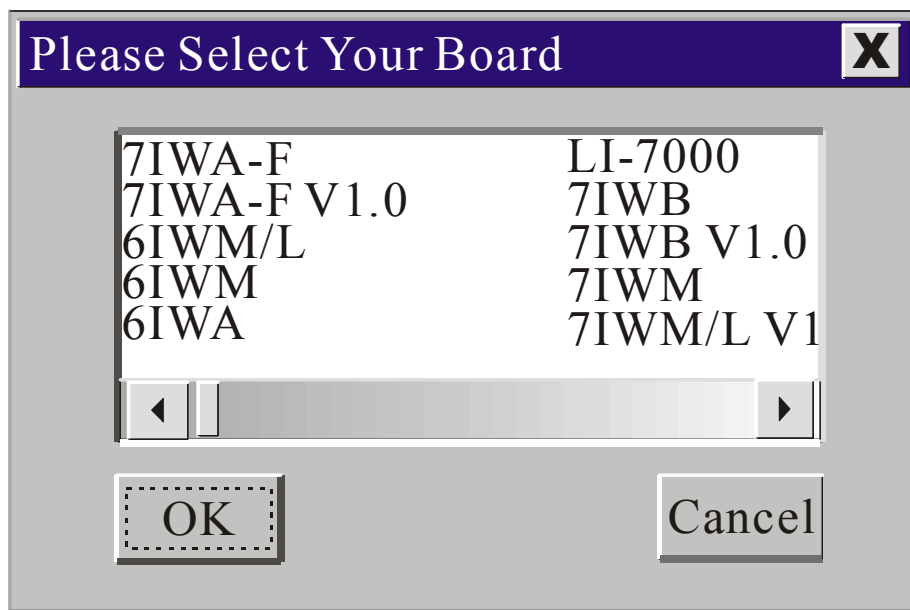 Please Select Your Board X
7IWA-F
7IWA-F V1.0
6IWM/L
6IWM
6IWA
LI-7000
7IWB
7IWB V1.0
7IWM
7IWM/L V1
OK
Cancel